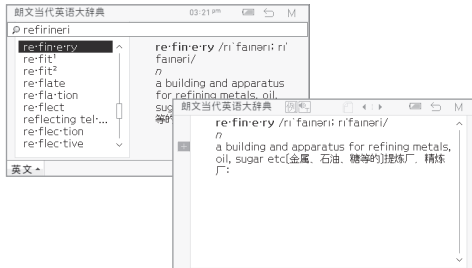 朗文当代英语大辞典 03:21 PM M
refirineri
re·fin·e·ry
re·fit¹
re·fit²
re·flate
re·fla·tion
re·flect
reflecting tel·...
re·flec·tion
re·flec·tive
英文
re·fin·e·ry /rɪˈfaɪnərɪ; rɪˈ
faɪnəri/
n
a building and apparatus
for refining metals, oil,
朗文当代英语大辞典 M
re·fin·e·ry /rɪˈfaɪnərɪ; rɪˈfaɪnəri/
n
a building and apparatus for refining metals,
oil, sugar etc[金属、石油、糖等的]提炼厂，精炼
厂；